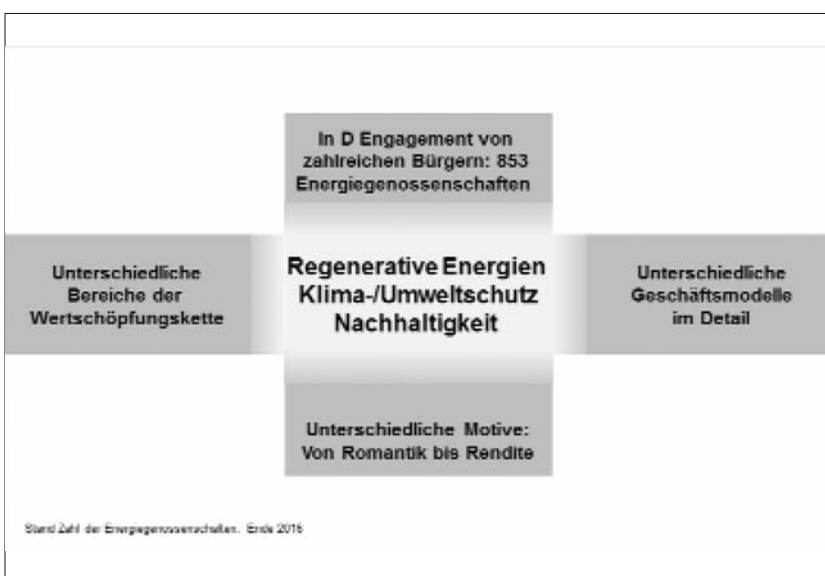 In D Engagement von
zahlreichen Bürgern: 853
Energiegenossenschaften
Unterschiedliche
Bereiche der
Wertschöpfungskette
Regenerative Energien
Klima-/Umweltschutz
Nachhaltigkeit
Unterschiedliche
Geschäftsmodelle
im Detail
Unterschiedliche Motive:
Von Romantik bis Rendite
Stand Zahl der Energiegenossenschaften: Ende 2016